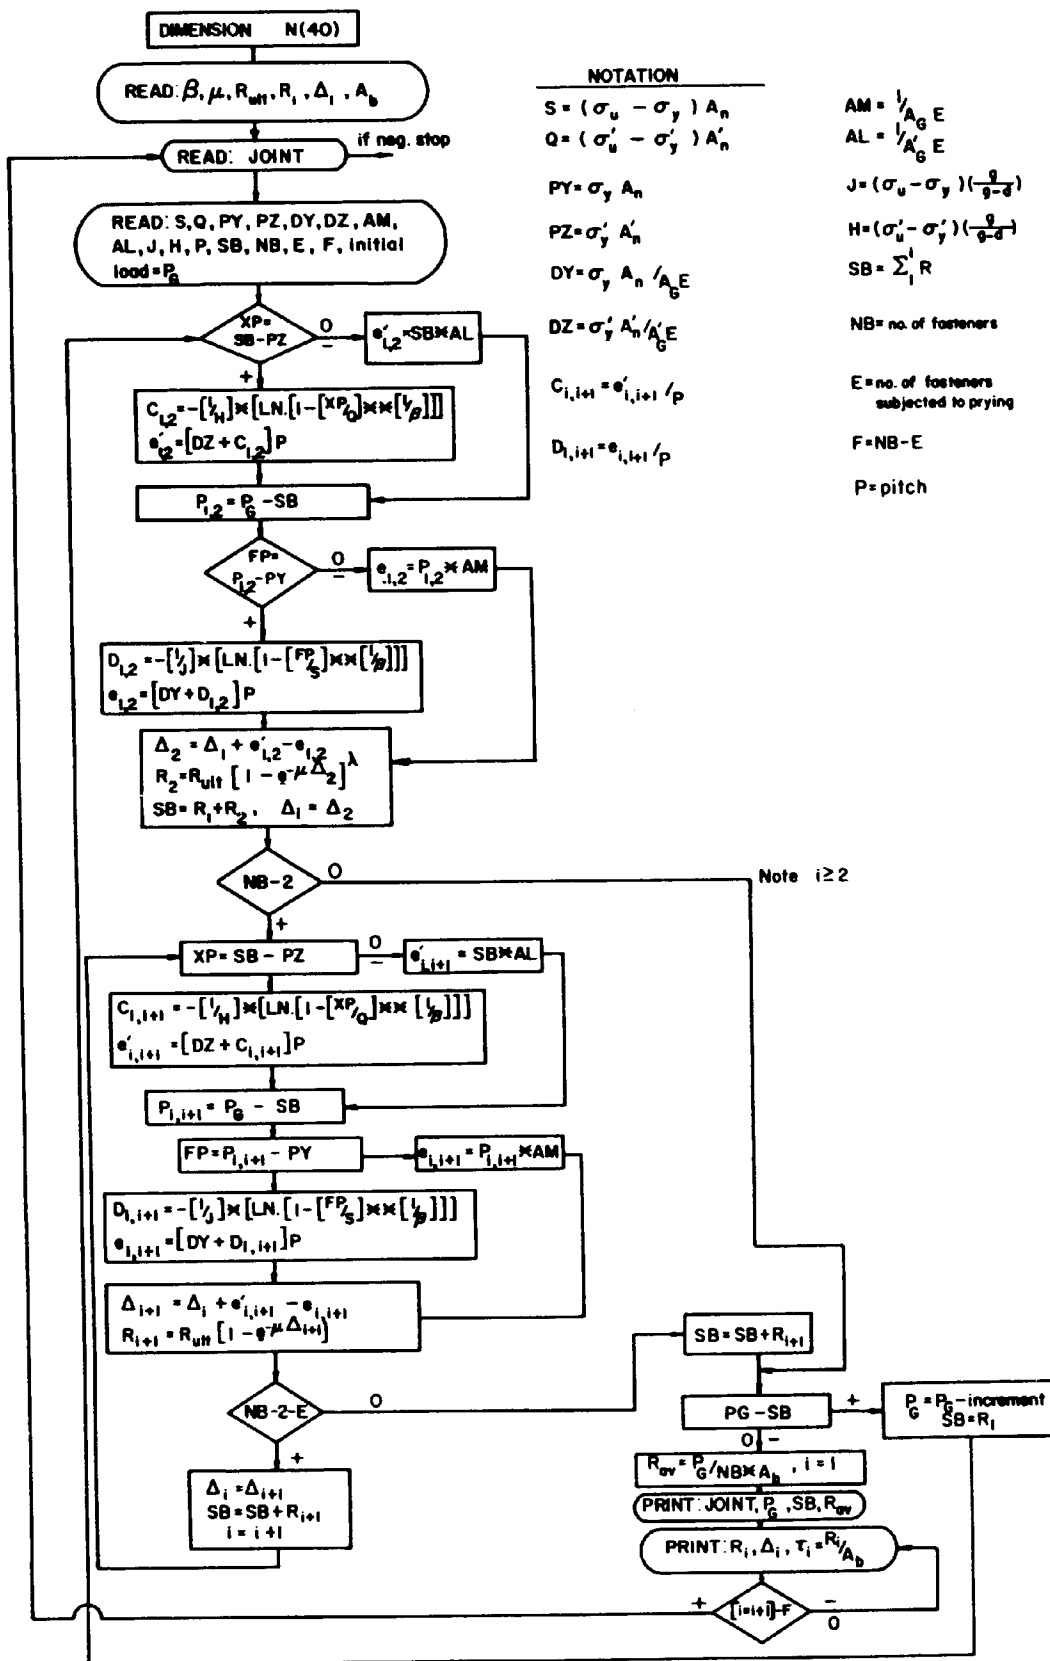 DIMENSION N(40)
READ: β, μ, R_ult, R_i, Δ_i, A_b
READ: JOINT
if neg. stop
READ: S,Q, PY, PZ, DY, DZ, AM,
AL, J, H, P, SB, NB, E, F, initial
load=P_G
XP=
SB-PZ
O
-
e'_1,2 = SB*AL
+
C_1,2 = -[1/H]*[LN.[1-[XP/Q]**[1/β]]]
e'_1,2 = [DZ + C_1,2] P
P_1,2 = P_G - SB
FP=
P_1,2-PY
O
-
e_1,2 = P_1,2 * AM
+
D_1,2 = -[1/J]*[LN.[1-[FP/S]**[1/β]]]
e_1,2 = [DY + D_1,2] P
Δ_2 = Δ_1 + e'_1,2 - e_1,2
R_2 = R_ult [1 - e^-μΔ_2]^λ
SB = R_1 + R_2, Δ_1 = Δ_2
NB-2
O
+
Note i ≥ 2
XP = SB - PZ
O
-
e'_i,i+1 = SB*AL
C_i,i+1 = -[1/H]*[LN.[1-[XP/Q]**[1/β]]]
e'_i,i+1 = [DZ + C_i,i+1] P
P_i,i+1 = P_G - SB
FP = P_i,i+1 - PY
e_i,i+1 = P_i,i+1 * AM
D_i,i+1 = -[1/J]*[LN.[1-[FP/S]**[1/β]]]
e_i,i+1 = [DY + D_i,i+1] P
Δ_i+1 = Δ_i + e'_i,i+1 - e_i,i+1
R_i+1 = R_ult [1 - e^-μΔ_i+1]
NB-2-E
O
+
Δ_i = Δ_i+1
SB = SB + R_i+1
i = i+1
SB = SB + R_i+1
PG - SB
+
P_G = P_G - increment
SB = R_1
O -
R_av = P_G/NB*A_b, i = 1
PRINT: JOINT, P_G, SB, R_av
PRINT: R_i, Δ_i, τ_i = R_i/A_b
[i=i+1]-F
+
-
O
NOTATION
S = (σ_u - σ_y) A_n
Q = (σ'_u - σ'_y) A'_n
PY = σ_y A_n
PZ = σ'_y A'_n
DY = σ_y A_n / A_G E
DZ = σ'_y A'_n / A'_G E
C_i,i+1 = e'_i,i+1 / P
D_i,i+1 = e_i,i+1 / P
AM = 1/A_G E
AL = 1/A'_G E
J = (σ_u - σ_y)(g/g-d)
H = (σ'_u - σ'_y)(g/g-d)
SB = Σ_1^i R
NB = no. of fasteners
E = no. of fasteners
subjected to prying
F = NB - E
P = pitch